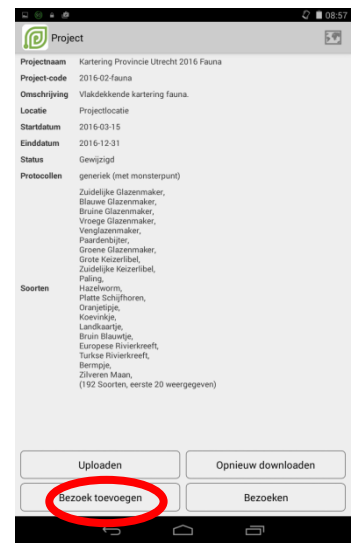 08:57
Project
Projectnaam Kartering Provincie Utrecht 2016 Fauna
Project-code 2016-02-fauna
Omschrijving Vlakdekkende kartering fauna.
Locatie Projectlocatie
Startdatum 2016-03-15
Einddatum 2016-12-31
Status Gewijzigd
Protocollen generiek (met monsterpunt)
Soorten
Zuidelijke Glazenmaker,
Blauwe Glazenmaker,
Bruine Glazenmaker,
Vroege Glazenmaker,
Venglazenmaker,
Paardenbijter,
Groene Glazenmaker,
Grote Keizerlibel,
Zuidelijke Keizerlibel,
Paling,
Hazelworm,
Platte Schijfhoren,
Oranjetipje,
Koevinkje,
Landkaartje,
Bruin Blauwtje,
Europese Rivierkreeft,
Turkse Rivierkreeft,
Bermpje,
Zilveren Maan,
(192 Soorten, eerste 20 weergegeven)
Uploaden Opnieuw downloaden
Bezoek toevoegen Bezoeken